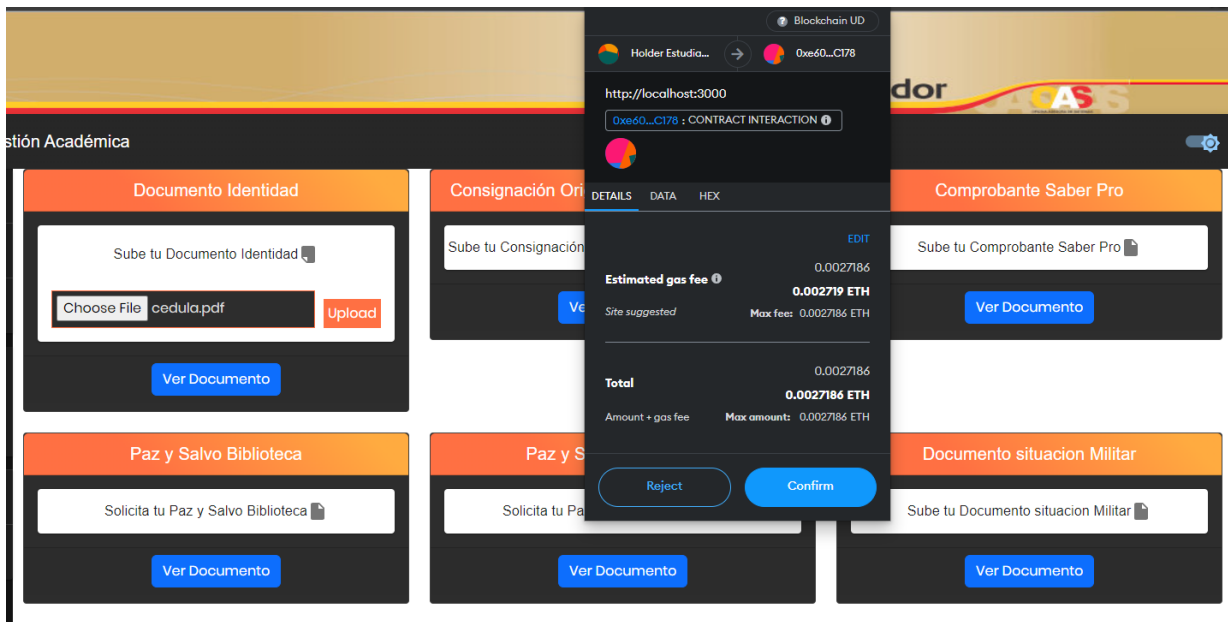 Blockchain UD
Holder Estudia...
0xe60...C178
dor
ACASIS
http://localhost:3000
0xe60...C178 : CONTRACT INTERACTION
stión Académica
DETAILS DATA HEX
EDIT
Estimated gas fee
0.0027186
0.002719 ETH
Site suggested
Max fee: 0.0027186 ETH
Total
0.0027186
0.0027186 ETH
Amount + gas fee
Max amount: 0.0027186 ETH
Reject
Confirm
Documento Identidad
Sube tu Documento Identidad
Choose File cedula.pdf
Upload
Ver Documento
Consignación Ori
Sube tu Consignación
Ve
Comprobante Saber Pro
Sube tu Comprobante Saber Pro
Ver Documento
Paz y Salvo Biblioteca
Solicita tu Paz y Salvo Biblioteca
Ver Documento
Paz y S
Solicita tu Pa
Ver Documento
Documento situacion Militar
Sube tu Documento situacion Militar
Ver Documento